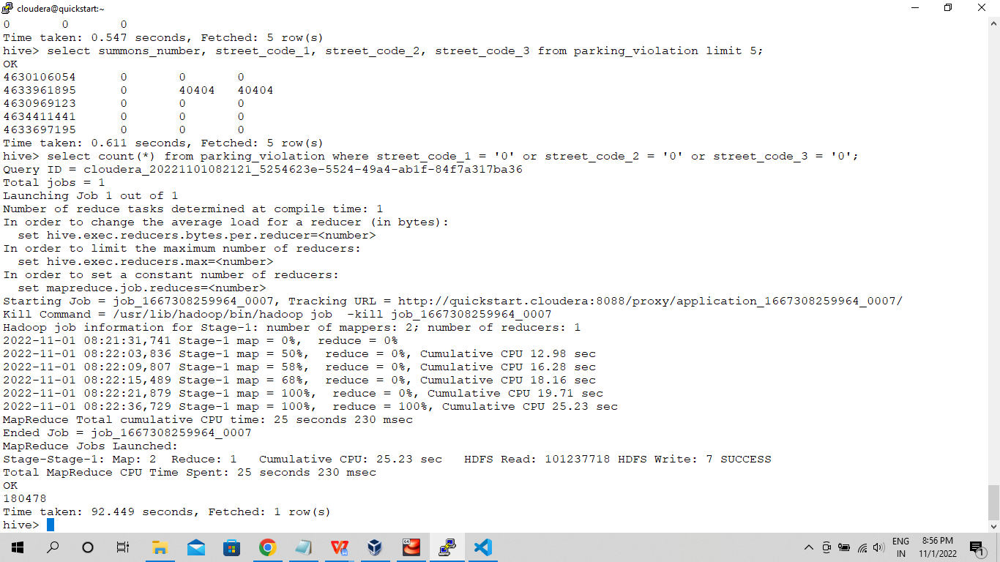 cloudera@quickstart:~
0 0 0
Time taken: 0.547 seconds, Fetched: 5 row(s)
hive> select summons_number, street_code_1, street_code_2, street_code_3 from parking_violation limit 5;
OK
4630106054 0 0 0
4633961895 0 40404 40404
4630969123 0 0 0
4634411441 0 0 0
4633697195 0 0 0
Time taken: 0.611 seconds, Fetched: 5 row(s)
hive> select count(*) from parking_violation where street_code_1 = '0' or street_code_2 = '0' or street_code_3 = '0';
Query ID = cloudera_20221101082121_5254623e-5524-49a4-ab1f-84f7a317ba36
Total jobs = 1
Launching Job 1 out of 1
Number of reduce tasks determined at compile time: 1
In order to change the average load for a reducer (in bytes):
  set hive.exec.reducers.bytes.per.reducer=<number>
In order to limit the maximum number of reducers:
  set hive.exec.reducers.max=<number>
In order to set a constant number of reducers:
  set mapreduce.job.reduces=<number>
Starting Job = job_1667308259964_0007, Tracking URL = http://quickstart.cloudera:8088/proxy/application_1667308259964_0007/
Kill Command = /usr/lib/hadoop/bin/hadoop job  -kill job_1667308259964_0007
Hadoop job information for Stage-1: number of mappers: 2; number of reducers: 1
2022-11-01 08:21:31,741 Stage-1 map = 0%,  reduce = 0%
2022-11-01 08:22:03,836 Stage-1 map = 50%,  reduce = 0%, Cumulative CPU 12.98 sec
2022-11-01 08:22:09,807 Stage-1 map = 58%,  reduce = 0%, Cumulative CPU 16.28 sec
2022-11-01 08:22:15,489 Stage-1 map = 68%,  reduce = 0%, Cumulative CPU 18.16 sec
2022-11-01 08:22:21,879 Stage-1 map = 100%,  reduce = 0%, Cumulative CPU 19.71 sec
2022-11-01 08:22:36,729 Stage-1 map = 100%,  reduce = 100%, Cumulative CPU 25.23 sec
MapReduce Total cumulative CPU time: 25 seconds 230 msec
Ended Job = job_1667308259964_0007
MapReduce Jobs Launched:
Stage-Stage-1: Map: 2  Reduce: 1   Cumulative CPU: 25.23 sec   HDFS Read: 101237718 HDFS Write: 7 SUCCESS
Total MapReduce CPU Time Spent: 25 seconds 230 msec
OK
180478
Time taken: 92.449 seconds, Fetched: 1 row(s)
hive>
64
ENG
IN
8:56 PM
11/1/2022
1